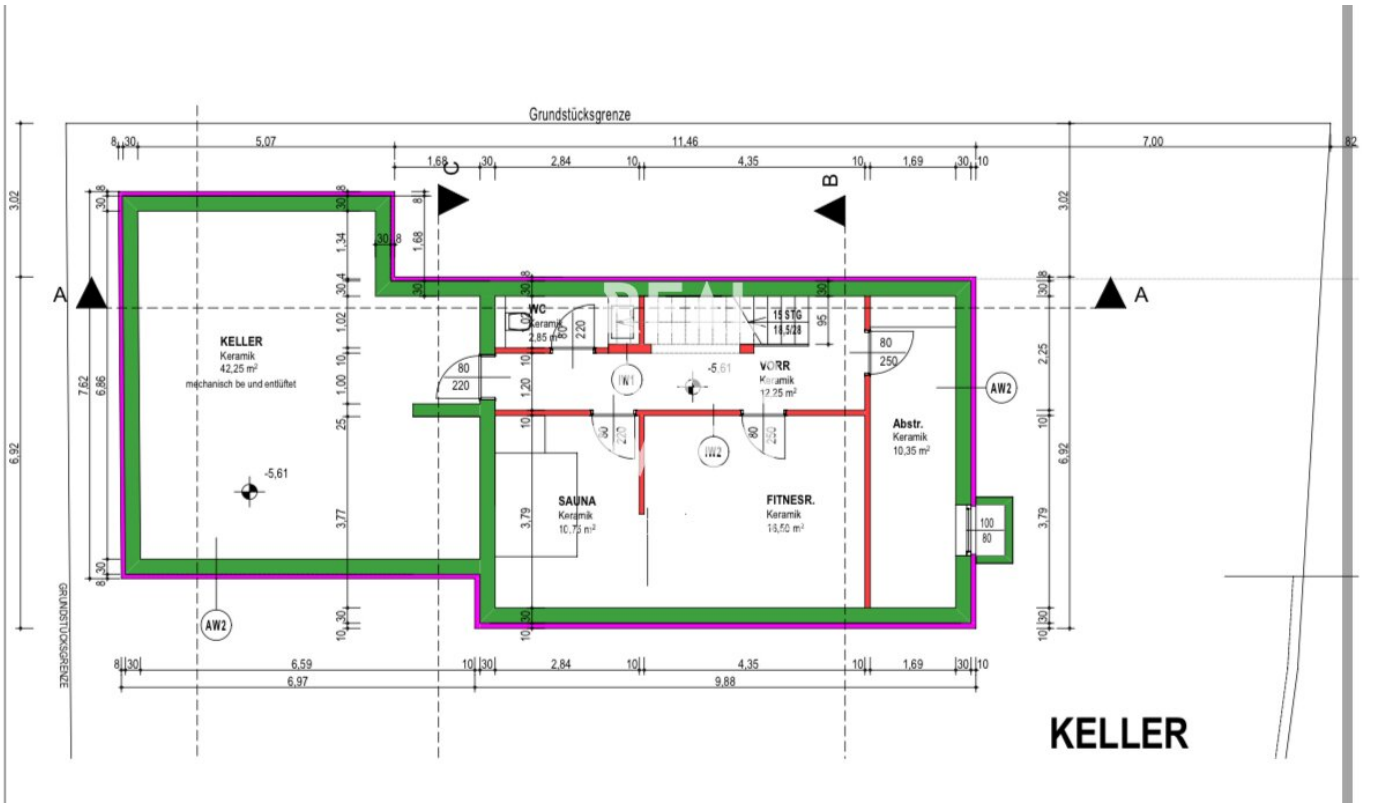 Grundstücksgrenze
8 30 5,07 11,46 7,00 82
1,68 30 2,84 10 4,35 10 1,69 30 10
C
B
3,02
3,02
8
30
8
30
8
1,34
30 8
1,68
4
30
8
30
30
8
30
A
A
REAL
WC
Keramik
2,85 m²
80
220
15 STG
18,5/28
95
1,02
1,02
KELLER
Keramik
42,25 m²
mechanisch be und entlüftet
80
220
VORR
Keramik
12,25 m²
-5,61
IW1
80
250
2,25
7,62
6,86
10
1,00
25
10
1,20
10
10
AW2
80
220
IW2
80
250
Abstr.
Keramik
10,35 m²
6,92
6,92
-5,61
SAUNA
Keramik
10,75 m²
FITNESR.
Keramik
16,50 m²
3,77
3,79
3,79
100
80
30
8
30
10
30
10
30
10
GRUNDSTÜCKSGRENZE
AW2
8 30 6,59 10 30 2,84 10 4,35 10 1,69 30 10
6,97 9,88
KELLER